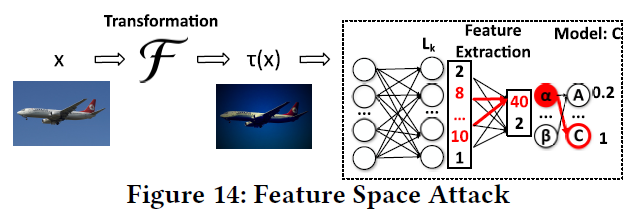 Transformation
x
F
τ(x)
Feature
Extraction
Model: C
Lk
2
8
...
10
1
40
2
α
...
β
A
...
C
0.2
1
...
...
Figure 14: Feature Space Attack